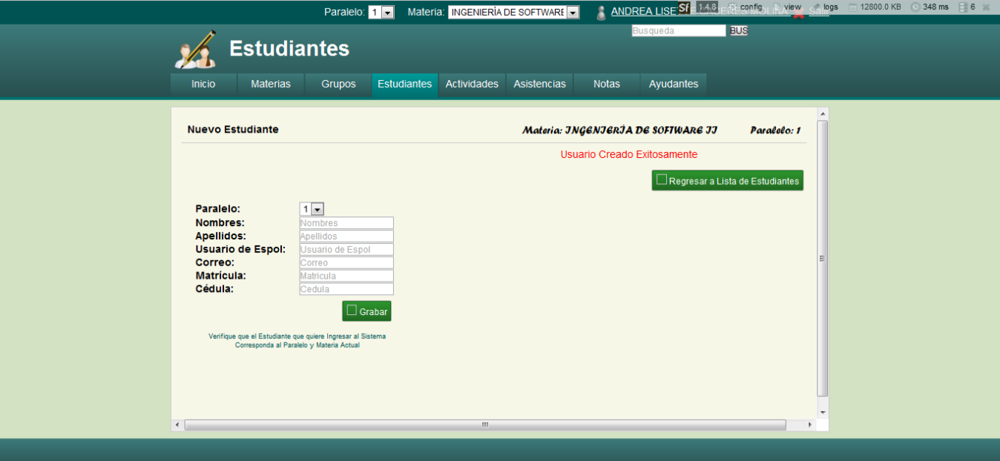 Paralelo: 1 Materia: INGENIERÍA DE SOFTWARE ANDREA LISE MOLINA Salir
Sf 1.4.8 config view logs 12800.0 KB 348 ms 6
Busqueda BUS
Estudiantes
Inicio Materias Grupos Estudiantes Actividades Asistencias Notas Ayudantes
Nuevo Estudiante Materia: INGENIERÍA DE SOFTWARE II Paralelo: 1
Usuario Creado Exitosamente
Regresar a Lista de Estudiantes
Paralelo: 1
Nombres: Nombres
Apellidos: Apellidos
Usuario de Espol: Usuario de Espol
Correo: Correo
Matrícula: Matricula
Cédula: Cedula
Grabar
Verifique que el Estudiante que quiere Ingresar al Sistema
Corresponda al Paralelo y Materia Actual